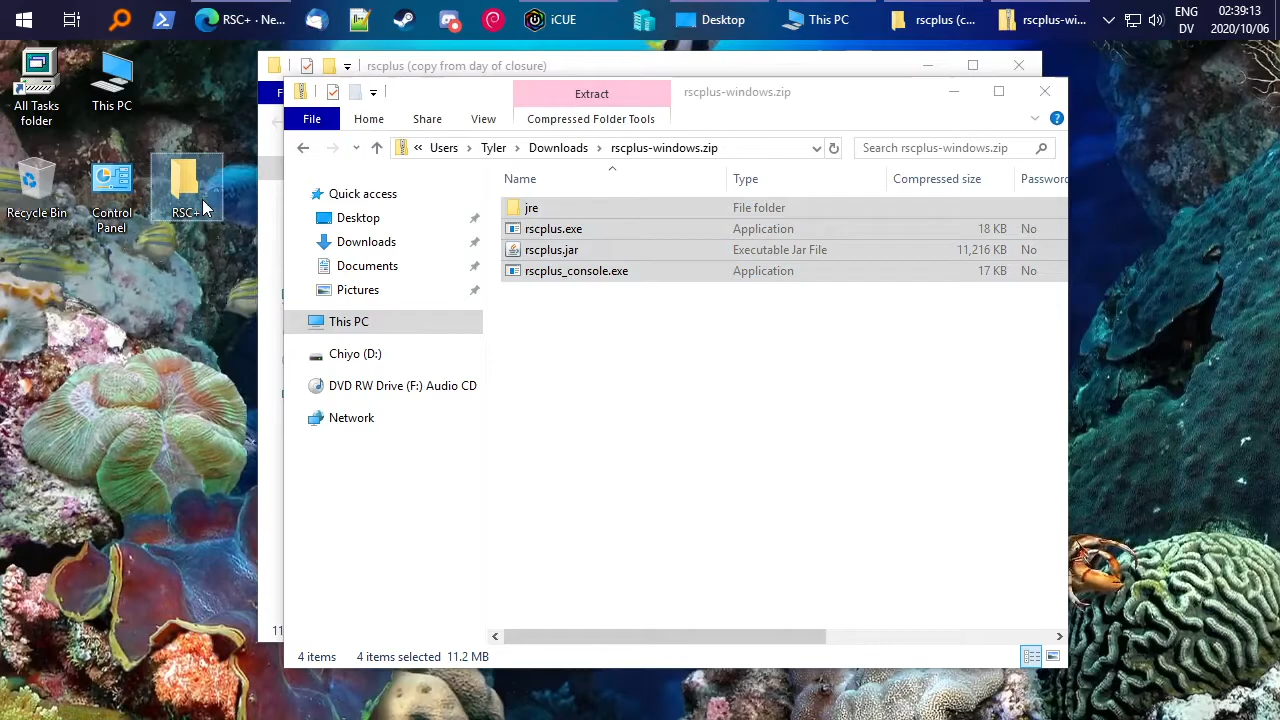 RSC+ · Ne...
iCUE
Desktop
This PC
rscplus (c...
rscplus-wi...
ENG
DV
02:39:13
2020/10/06
All Tasks
folder
This PC
Recycle Bin
Control
Panel
RSC+
rscplus (copy from day of closure)
F
11
Extract
rscplus-windows.zip
File
Home
Share
View
Compressed Folder Tools
« Users > Tyler > Downloads > rscplus-windows.zip
Search rscplus-windows.zip
Quick access
Desktop
Downloads
Documents
Pictures
This PC
Chiyo (D:)
DVD RW Drive (F:) Audio CD
Network
Name Type Compressed size Password
jre File folder
rscplus.exe Application 18 KB No
rscplus.jar Executable Jar File 11,216 KB No
rscplus_console.exe Application 17 KB No
4 items 4 items selected 11.2 MB